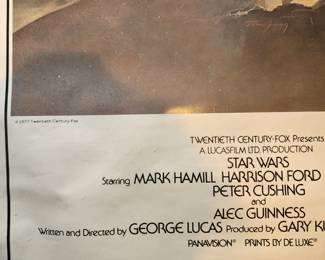 © 1977 Twentieth Century-Fox
TWENTIETH CENTURY-FOX Presents
A LUCASFILM LTD. PRODUCTION
STAR WARS
Starring MARK HAMILL HARRISON FORD
PETER CUSHING
and
ALEC GUINNESS
Written and Directed by GEORGE LUCAS Produced by GARY
PANAVISION® PRINTS BY DE LUXE®